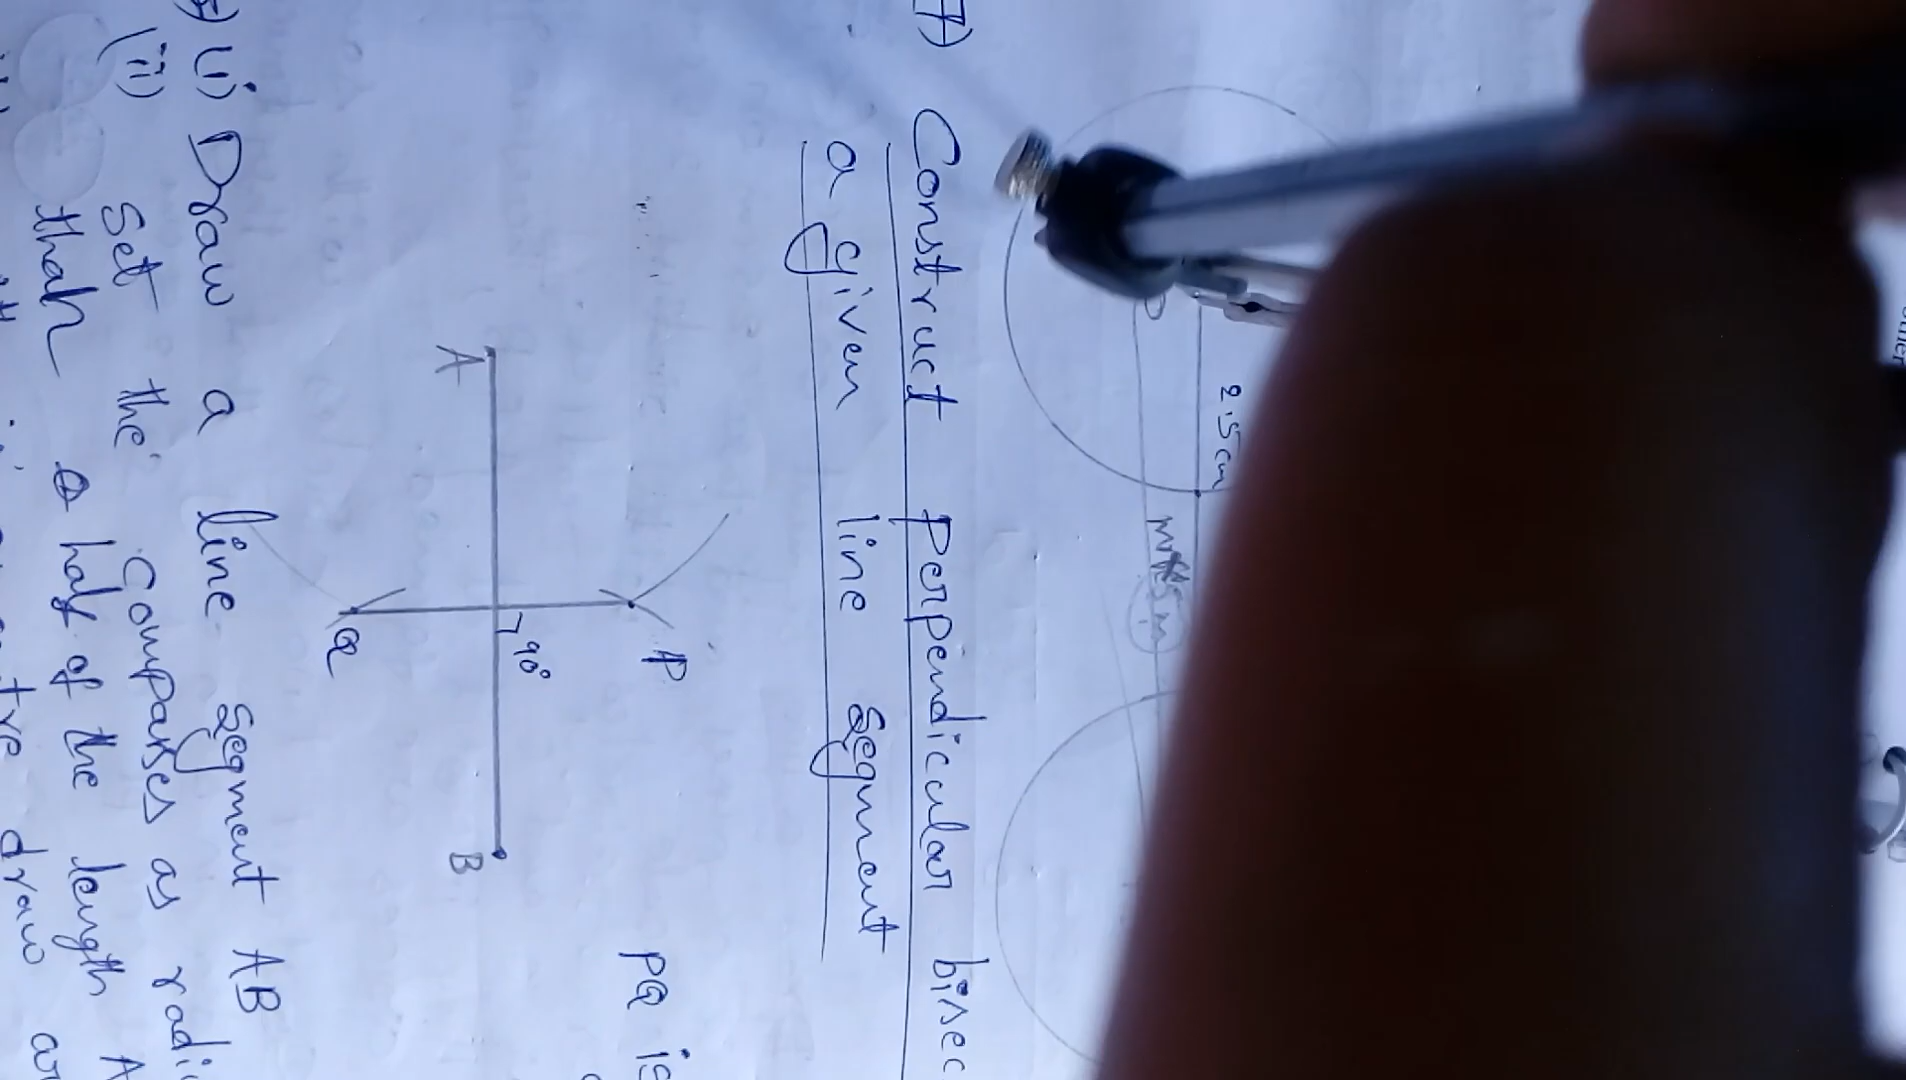 2.5cm
7) Construct perpendicular bisec
a given line segment
P
90°
A
B
Q
PQ is
(i) Draw a line segment AB
(ii) Set the compasses as radi
than half of the length A
draw